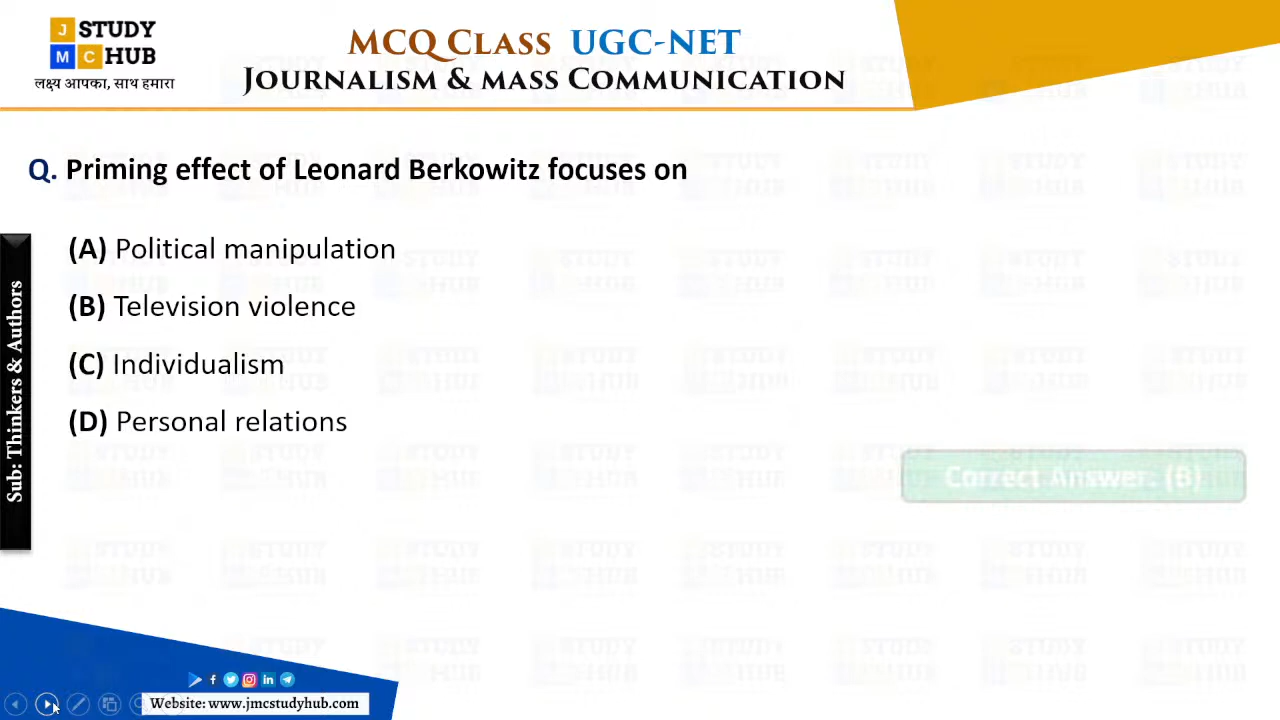 J STUDY
MC HUB
लक्ष्य आपका, साथ हमारा
MCQ Class UGC-NET
Journalism & mass Communication
Q. Priming effect of Leonard Berkowitz focuses on
(A) Political manipulation
(B) Television violence
(C) Individualism
(D) Personal relations
Sub: Thinkers & Authors
Correct Answer: (B)
Website: www.jmcstudyhub.com